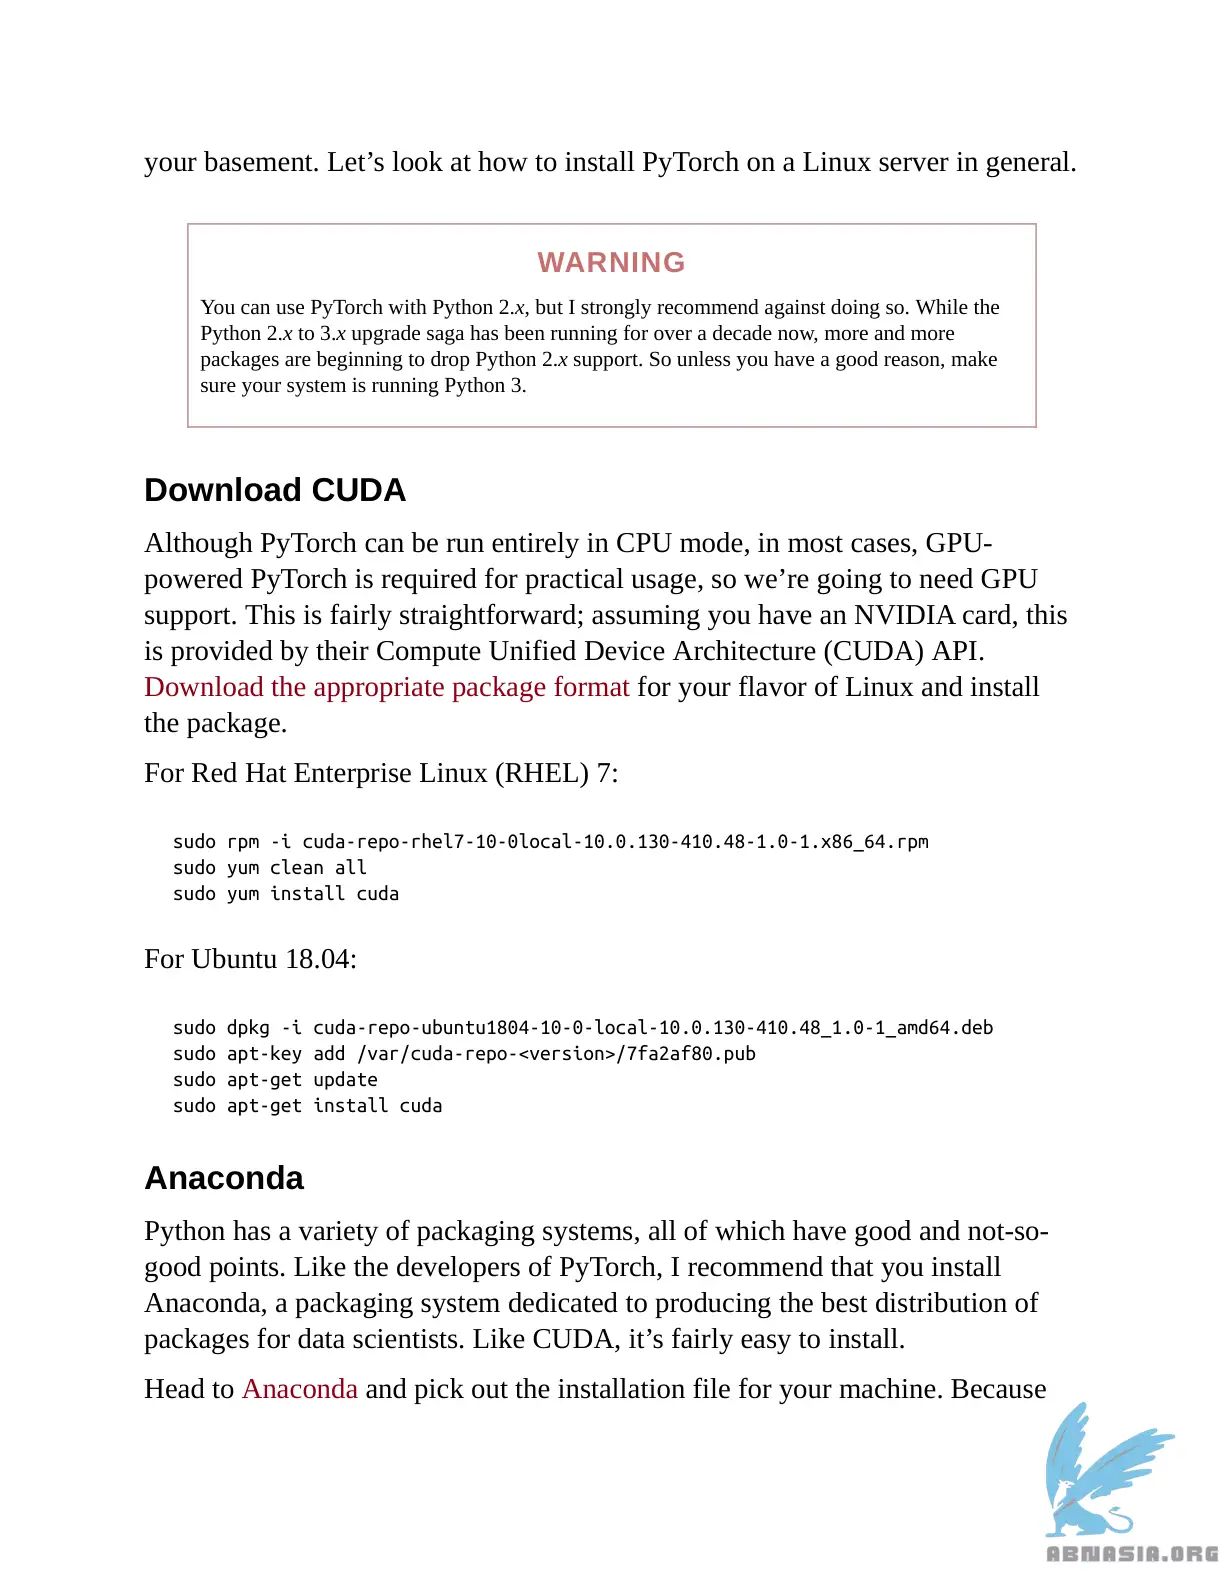 your basement. Let’s look at how to install PyTorch on a Linux server in general.
WARNING
You can use PyTorch with Python 2.x, but I strongly recommend against doing so. While the
Python 2.x to 3.x upgrade saga has been running for over a decade now, more and more
packages are beginning to drop Python 2.x support. So unless you have a good reason, make
sure your system is running Python 3.
Download CUDA
Although PyTorch can be run entirely in CPU mode, in most cases, GPU-
powered PyTorch is required for practical usage, so we’re going to need GPU
support. This is fairly straightforward; assuming you have an NVIDIA card, this
is provided by their Compute Unified Device Architecture (CUDA) API.
Download the appropriate package format for your flavor of Linux and install
the package.
For Red Hat Enterprise Linux (RHEL) 7:
sudo rpm -i cuda-repo-rhel7-10-0local-10.0.130-410.48-1.0-1.x86_64.rpm
sudo yum clean all
sudo yum install cuda
For Ubuntu 18.04:
sudo dpkg -i cuda-repo-ubuntu1804-10-0-local-10.0.130-410.48_1.0-1_amd64.deb
sudo apt-key add /var/cuda-repo-<version>/7fa2af80.pub
sudo apt-get update
sudo apt-get install cuda
Anaconda
Python has a variety of packaging systems, all of which have good and not-so-
good points. Like the developers of PyTorch, I recommend that you install
Anaconda, a packaging system dedicated to producing the best distribution of
packages for data scientists. Like CUDA, it’s fairly easy to install.
Head to Anaconda and pick out the installation file for your machine. Because
ABNASIA.ORG